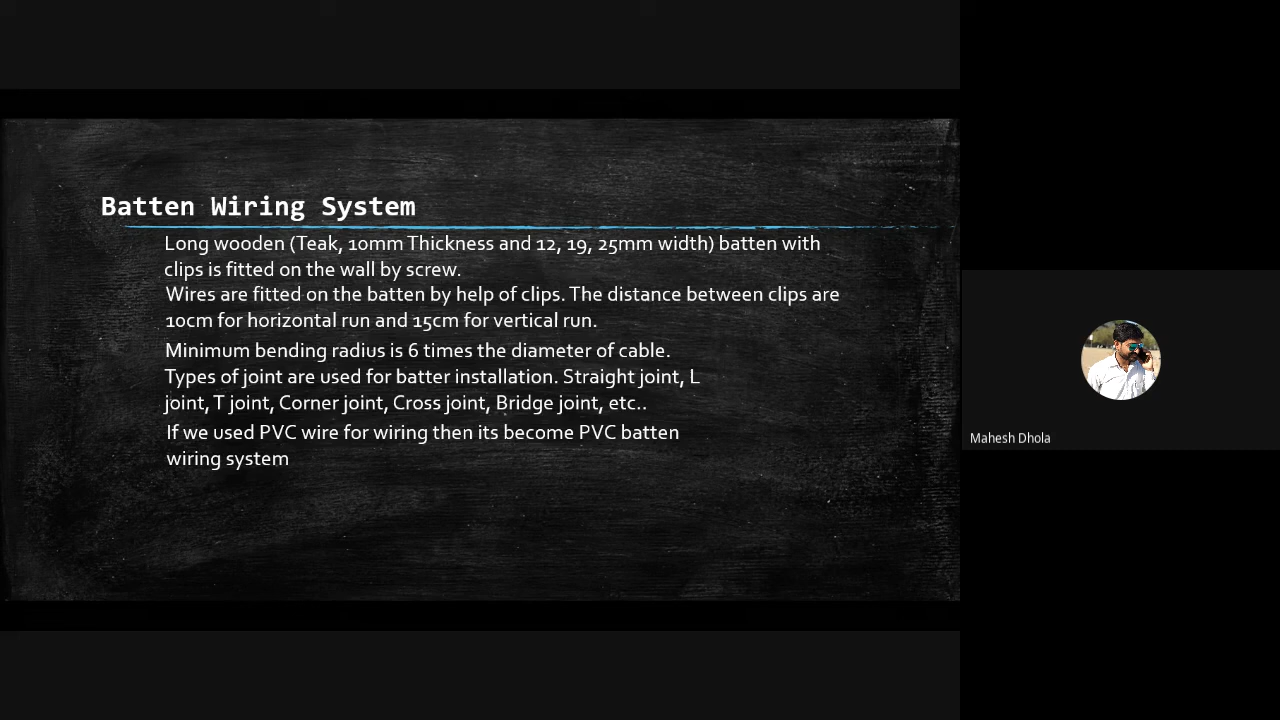 Batten Wiring System
Long wooden (Teak, 10mm Thickness and 12, 19, 25mm width) batten with
clips is fitted on the wall by screw.
Wires are fitted on the batten by help of clips. The distance between clips are
10cm for horizontal run and 15cm for vertical run.
Minimum bending radius is 6 times the diameter of cable.
Types of joint are used for batter installation. Straight joint, L
joint, T joint, Corner joint, Cross joint, Bridge joint, etc..
If we used PVC wire for wiring then its become PVC batten
wiring system
Mahesh Dhola